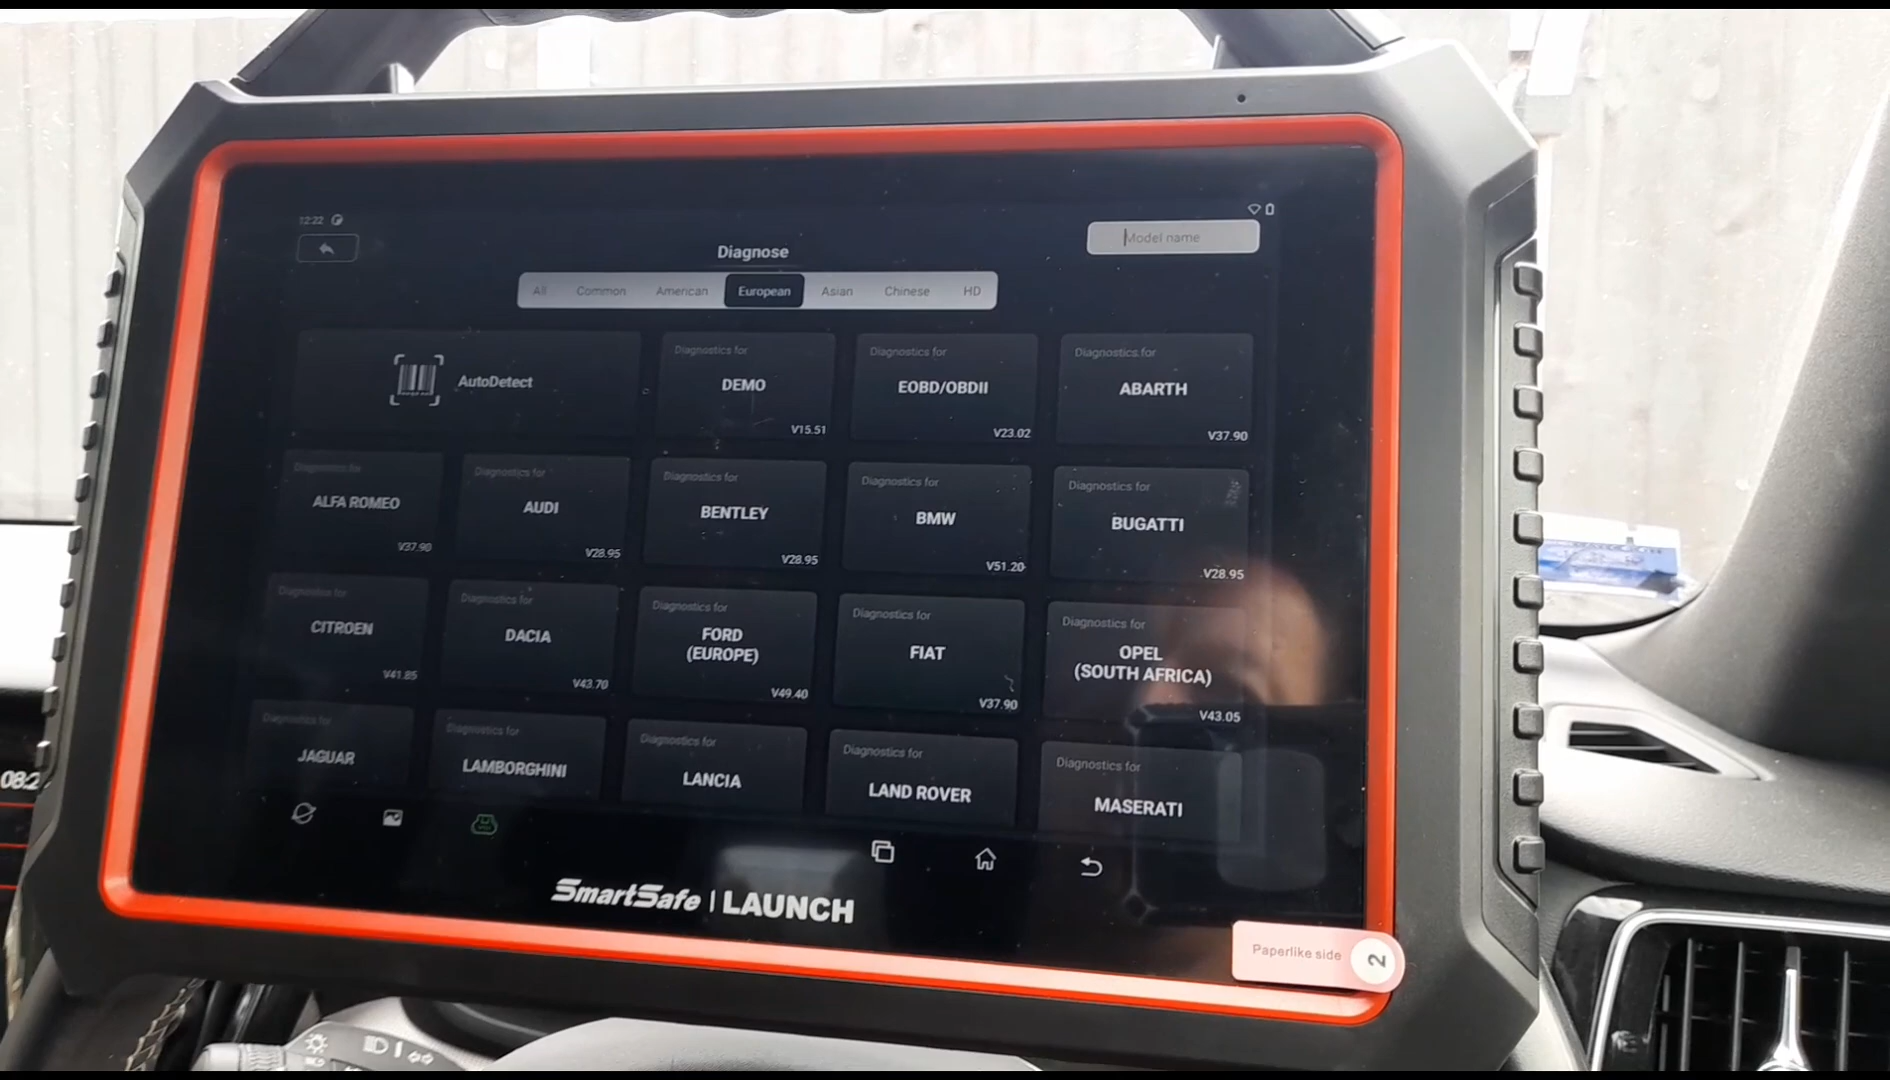 12:22
Model name
Diagnose
All Common American European Asian Chinese HD
AutoDetect
Diagnostics for
DEMO
V15.51
Diagnostics for
EOBD/OBDII
V23.02
Diagnostics for
ABARTH
V37.90
Diagnostics for
ALFA ROMEO
V37.90
Diagnostics for
AUDI
V28.95
Diagnostics for
BENTLEY
V28.95
Diagnostics for
BMW
V51.20
Diagnostics for
BUGATTI
V28.95
Diagnostics for
CITROEN
V41.85
Diagnostics for
DACIA
V43.70
Diagnostics for
FORD
(EUROPE)
V49.40
Diagnostics for
FIAT
V37.90
Diagnostics for
OPEL
(SOUTH AFRICA)
V43.05
Diagnostics for
JAGUAR
Diagnostics for
LAMBORGHINI
Diagnostics for
LANCIA
Diagnostics for
LAND ROVER
Diagnostics for
MASERATI
SmartSafe | LAUNCH
Paperlike side 2